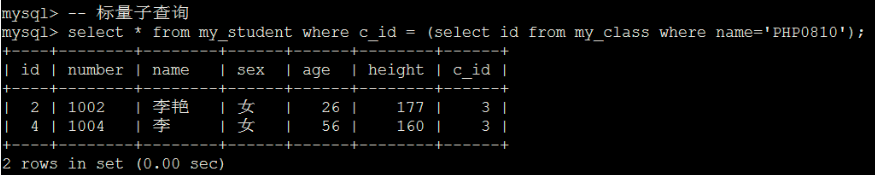 mysql> -- 标量子查询
mysql> select * from my_student where c_id = (select id from my_class where name='PHP0810');
+----+--------+--------+------+------+--------+------+
| id | number | name   | sex  | age  | height | c_id |
+----+--------+--------+------+------+--------+------+
|  2 | 1002   | 李艳   | 女   |   26 |    177 |    3 |
|  4 | 1004   | 李     | 女   |   56 |    160 |    3 |
+----+--------+--------+------+------+--------+------+
2 rows in set (0.00 sec)